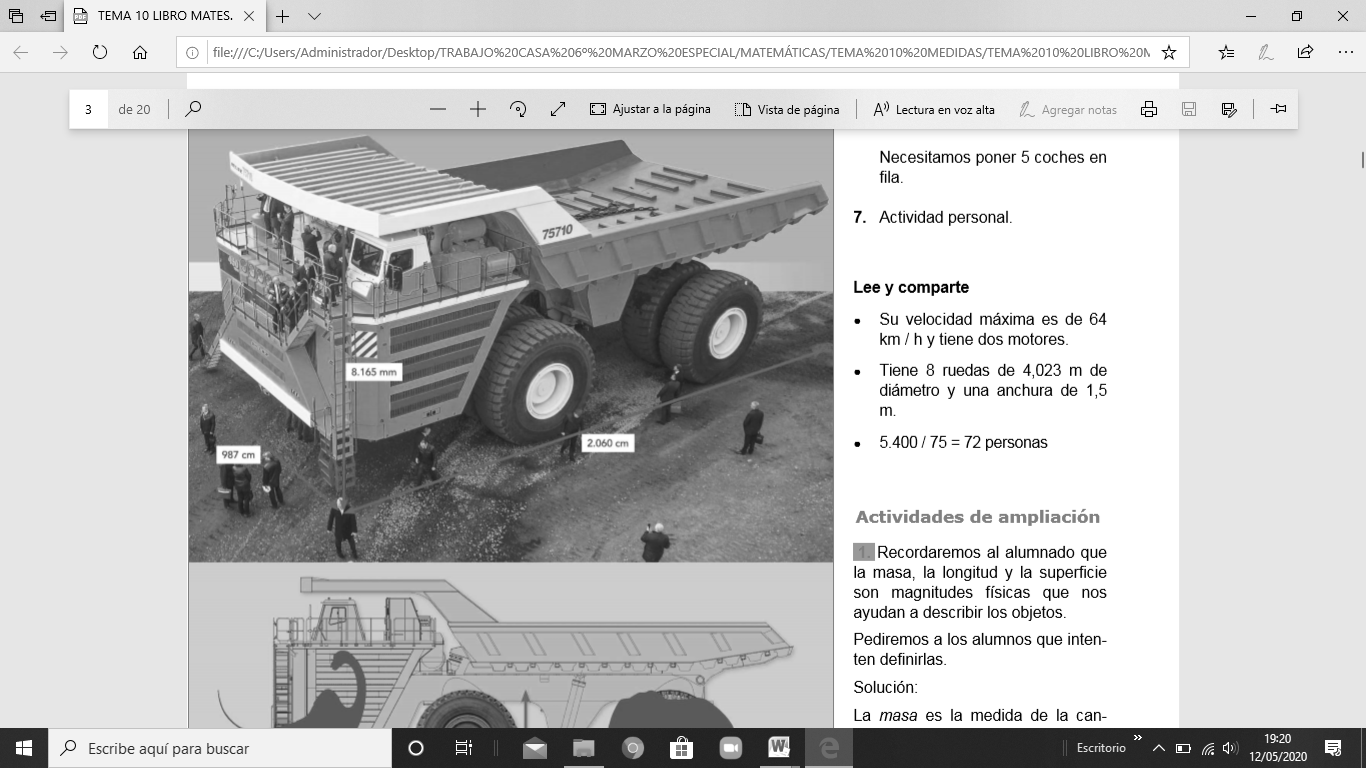 TEMA 10 LIBRO MATES.
file:///C:/Users/Administrador/Desktop/TRABAJO%20CASA%206º%20MARZO%20ESPECIAL/MATEMÁTICAS/TEMA%2010%20MEDIDAS/TEMA%2010%20LIBRO%20M
3 de 20
Ajustar a la página
Vista de página
Lectura en voz alta
Agregar notas
75710
8.165 mm
987 cm
2.060 cm
Necesitamos poner 5 coches en
fila.
7. Actividad personal.
Lee y comparte
• Su velocidad máxima es de 64
km / h y tiene dos motores.
• Tiene 8 ruedas de 4,023 m de
diámetro y una anchura de 1,5
m.
• 5.400 / 75 = 72 personas
Actividades de ampliación
1. Recordaremos al alumnado que
la masa, la longitud y la superficie
son magnitudes físicas que nos
ayudan a describir los objetos.
Pediremos a los alumnos que inten-
ten definirlas.
Solución:
La masa es la medida de la can-
Escribe aquí para buscar
Escritorio
19:20
12/05/2020